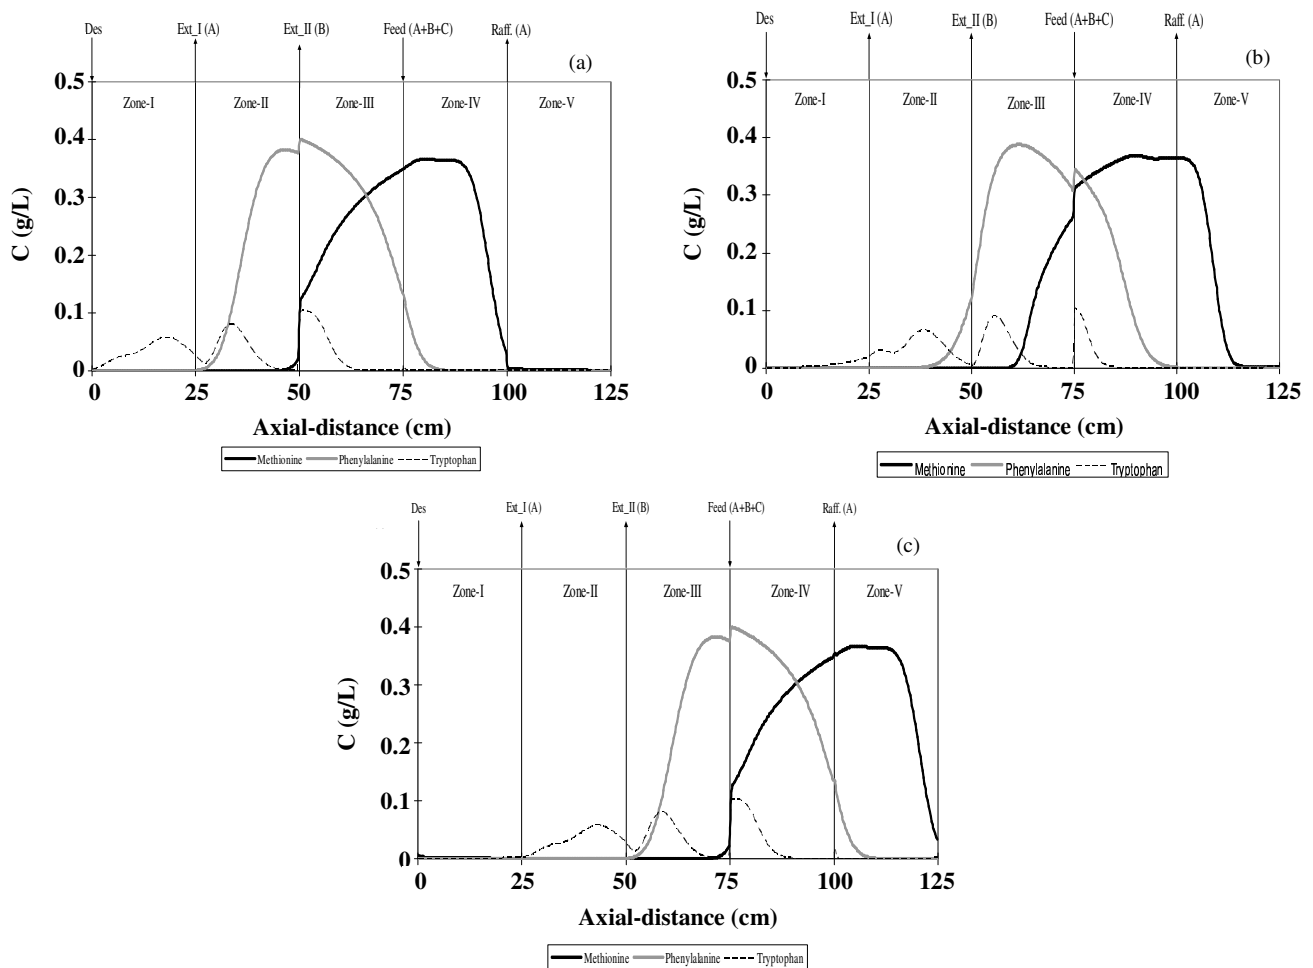 Des Ext_I (A) Ext_II (B) Feed (A+B+C) Raff. (A)
(a)
0.5
Zone-I Zone-II Zone-III Zone-IV Zone-V
0.4
0.3
0.2
0.1
0
C (g/L)
0 25 50 75 100 125
Axial-distance (cm)
Methionine Phenylalanine Tryptophan
Des Ext_I (A) Ext_II (B) Feed (A+B+C) Raff. (A)
(b)
0.5
Zone-I Zone-II Zone-III Zone-IV Zone-V
0.4
0.3
0.2
0.1
0
C (g/L)
0 25 50 75 100 125
Axial-distance (cm)
Methionine Phenylalanine Tryptophan
Des Ext_I (A) Ext_II (B) Feed (A+B+C) Raff. (A)
(c)
0.5
Zone-I Zone-II Zone-III Zone-IV Zone-V
0.4
0.3
0.2
0.1
0
C (g/L)
0 25 50 75 100 125
Axial-distance (cm)
Methionine Phenylalanine Tryptophan